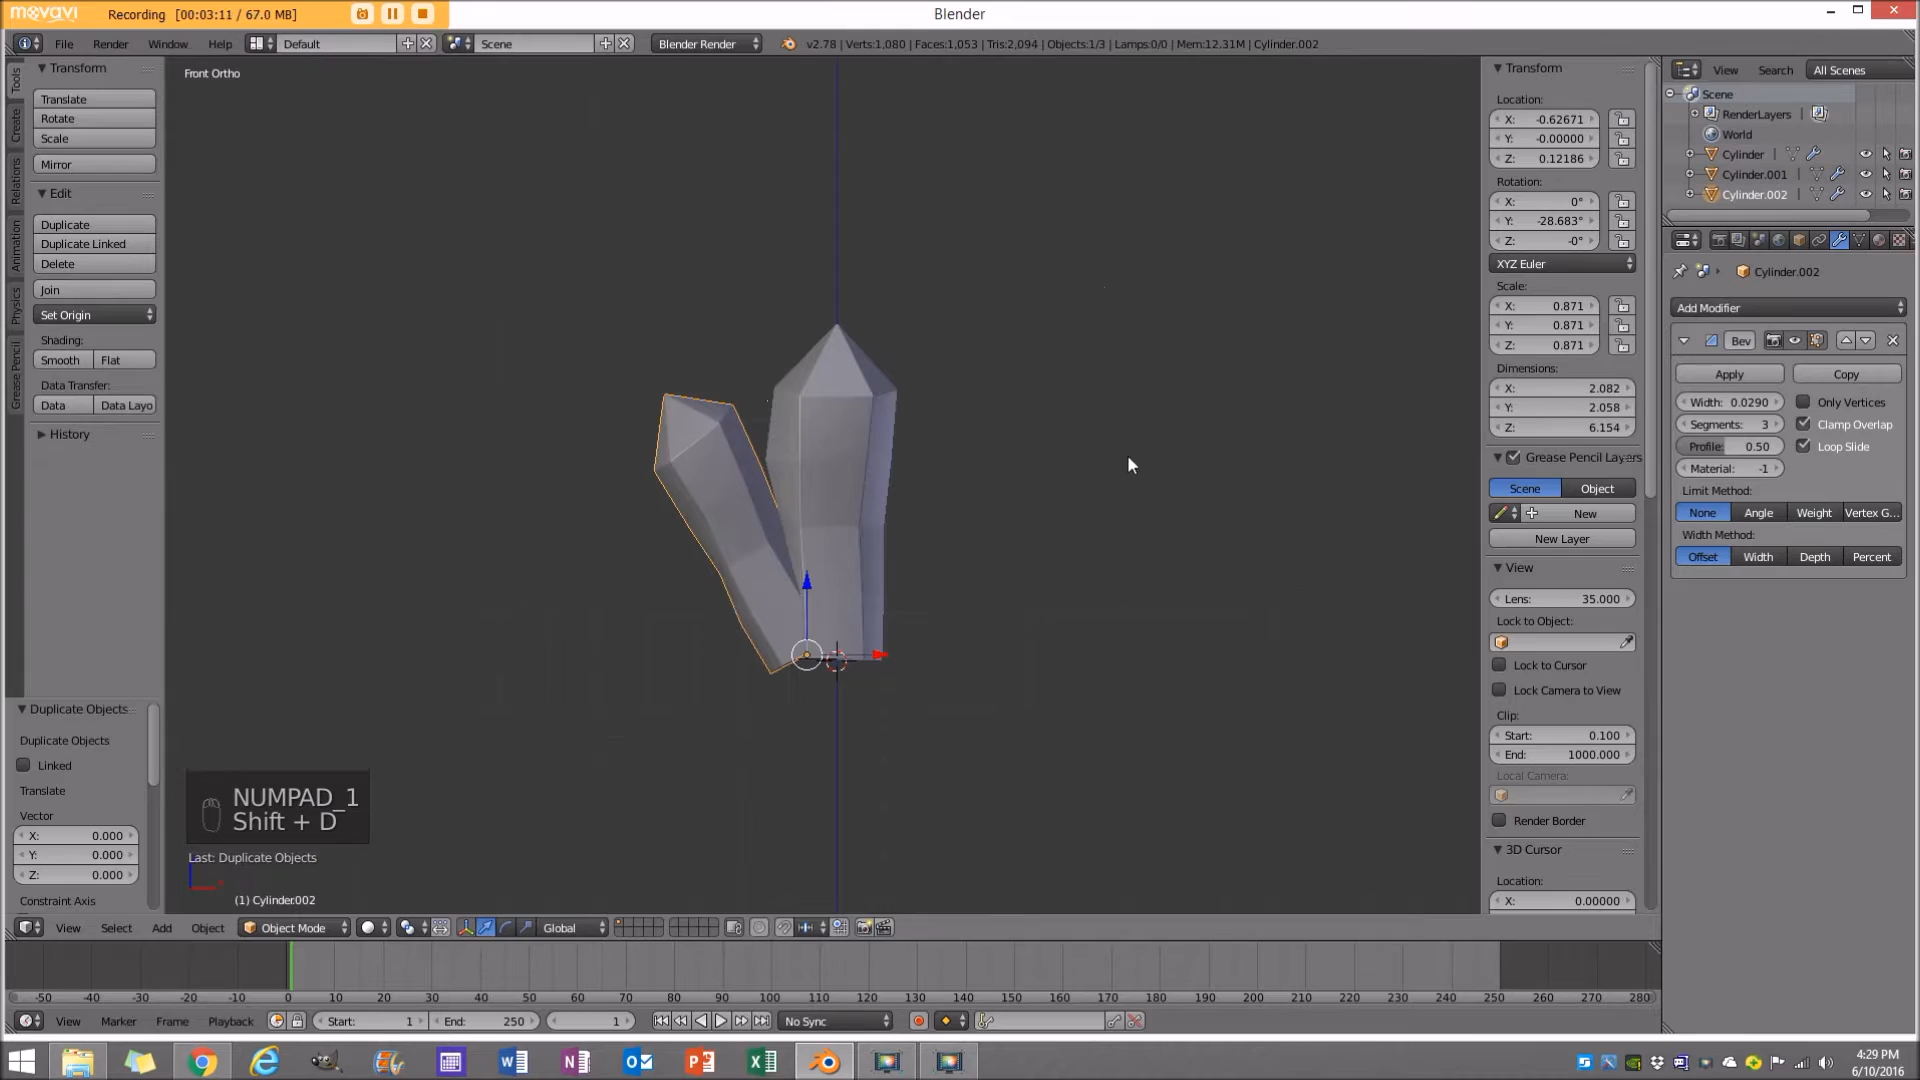 movavi Recording [00:03:11 / 67.0 MB] Blender
File Render Window Help Default Scene Blender Render v2.78 | Verts:1,080 | Faces:1,053 | Tris:2,094 | Objects:1/3 | Lamps:0/0 | Mem:12.31M | Cylinder.002
Tools
Create
Relations
Animation
Physics
Grease Pencil
Transform
Translate
Rotate
Scale
Mirror
Edit
Duplicate
Duplicate Linked
Delete
Join
Set Origin
Shading:
Smooth Flat
Data Transfer:
Data Data Layo
History
Duplicate Objects
Duplicate Objects
Linked
Translate
Vector
X: 0.000
Y: 0.000
Z: 0.000
Constraint Axis
Front Ortho
NUMPAD_1
Shift + D
Last: Duplicate Objects
(1) Cylinder.002
Transform
Location:
X: -0.62671
Y: -0.00000
Z: 0.12186
Rotation:
X: 0°
Y: -28.683°
Z: -0°
XYZ Euler
Scale:
X: 0.871
Y: 0.871
Z: 0.871
Dimensions:
X: 2.082
Y: 2.058
Z: 6.154
Grease Pencil Layers
Scene Object
New
New Layer
View
Lens: 35.000
Lock to Object:
Lock to Cursor
Lock Camera to View
Clip:
Start: 0.100
End: 1000.000
Local Camera:
Render Border
3D Cursor
Location:
X: 0.00000
View Search All Scenes
Scene
RenderLayers
World
Cylinder
Cylinder.001
Cylinder.002
Cylinder.002
Add Modifier
Bev
Apply Copy
Width: 0.0290 Only Vertices
Segments: 3 Clamp Overlap
Profile: 0.50 Loop Slide
Material: -1
Limit Method:
None Angle Weight Vertex G...
Width Method:
Offset Width Depth Percent
View Select Add Object Object Mode Global
-50 -40 -30 -20 -10 0 10 20 30 40 50 60 70 80 90 100 110 120 130 140 150 160 170 180 190 200 210 220 230 240 250 260 270 280
View Marker Frame Playback Start: 1 End: 250 1 No Sync
4:29 PM
6/10/2016